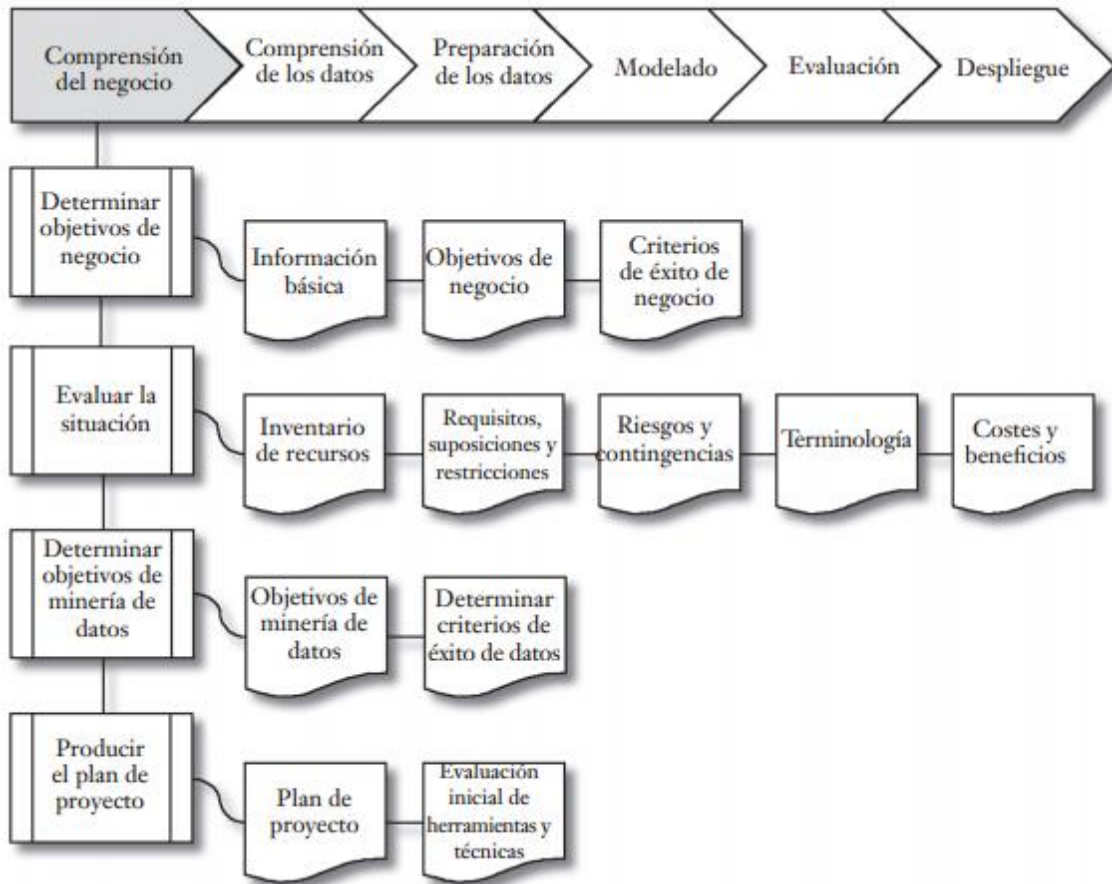 Comprensión
del negocio
Comprensión
de los datos
Preparación
de los datos
Modelado
Evaluación
Despliegue
Determinar
objetivos de
negocio
Información
básica
Objetivos de
negocio
Criterios
de éxito de
negocio
Evaluar la
situación
Inventario
de recursos
Requisitos,
suposiciones y
restricciones
Riesgos y
contingencias
Terminología
Costes y
beneficios
Determinar
objetivos de
minería de
datos
Objetivos de
minería de
datos
Determinar
criterios de
éxito de datos
Producir
el plan de
proyecto
Plan de
proyecto
Evaluación
inicial de
herramientas y
técnicas